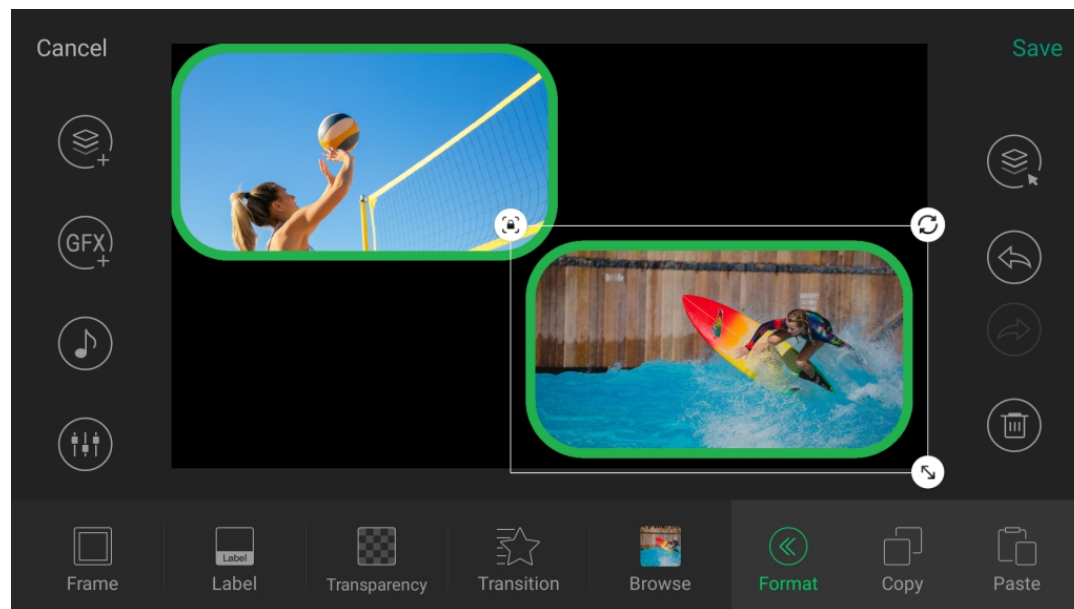 Cancel
Save
GFX
Label
Frame
Label
Transparency
Transition
Browse
Format
Copy
Paste